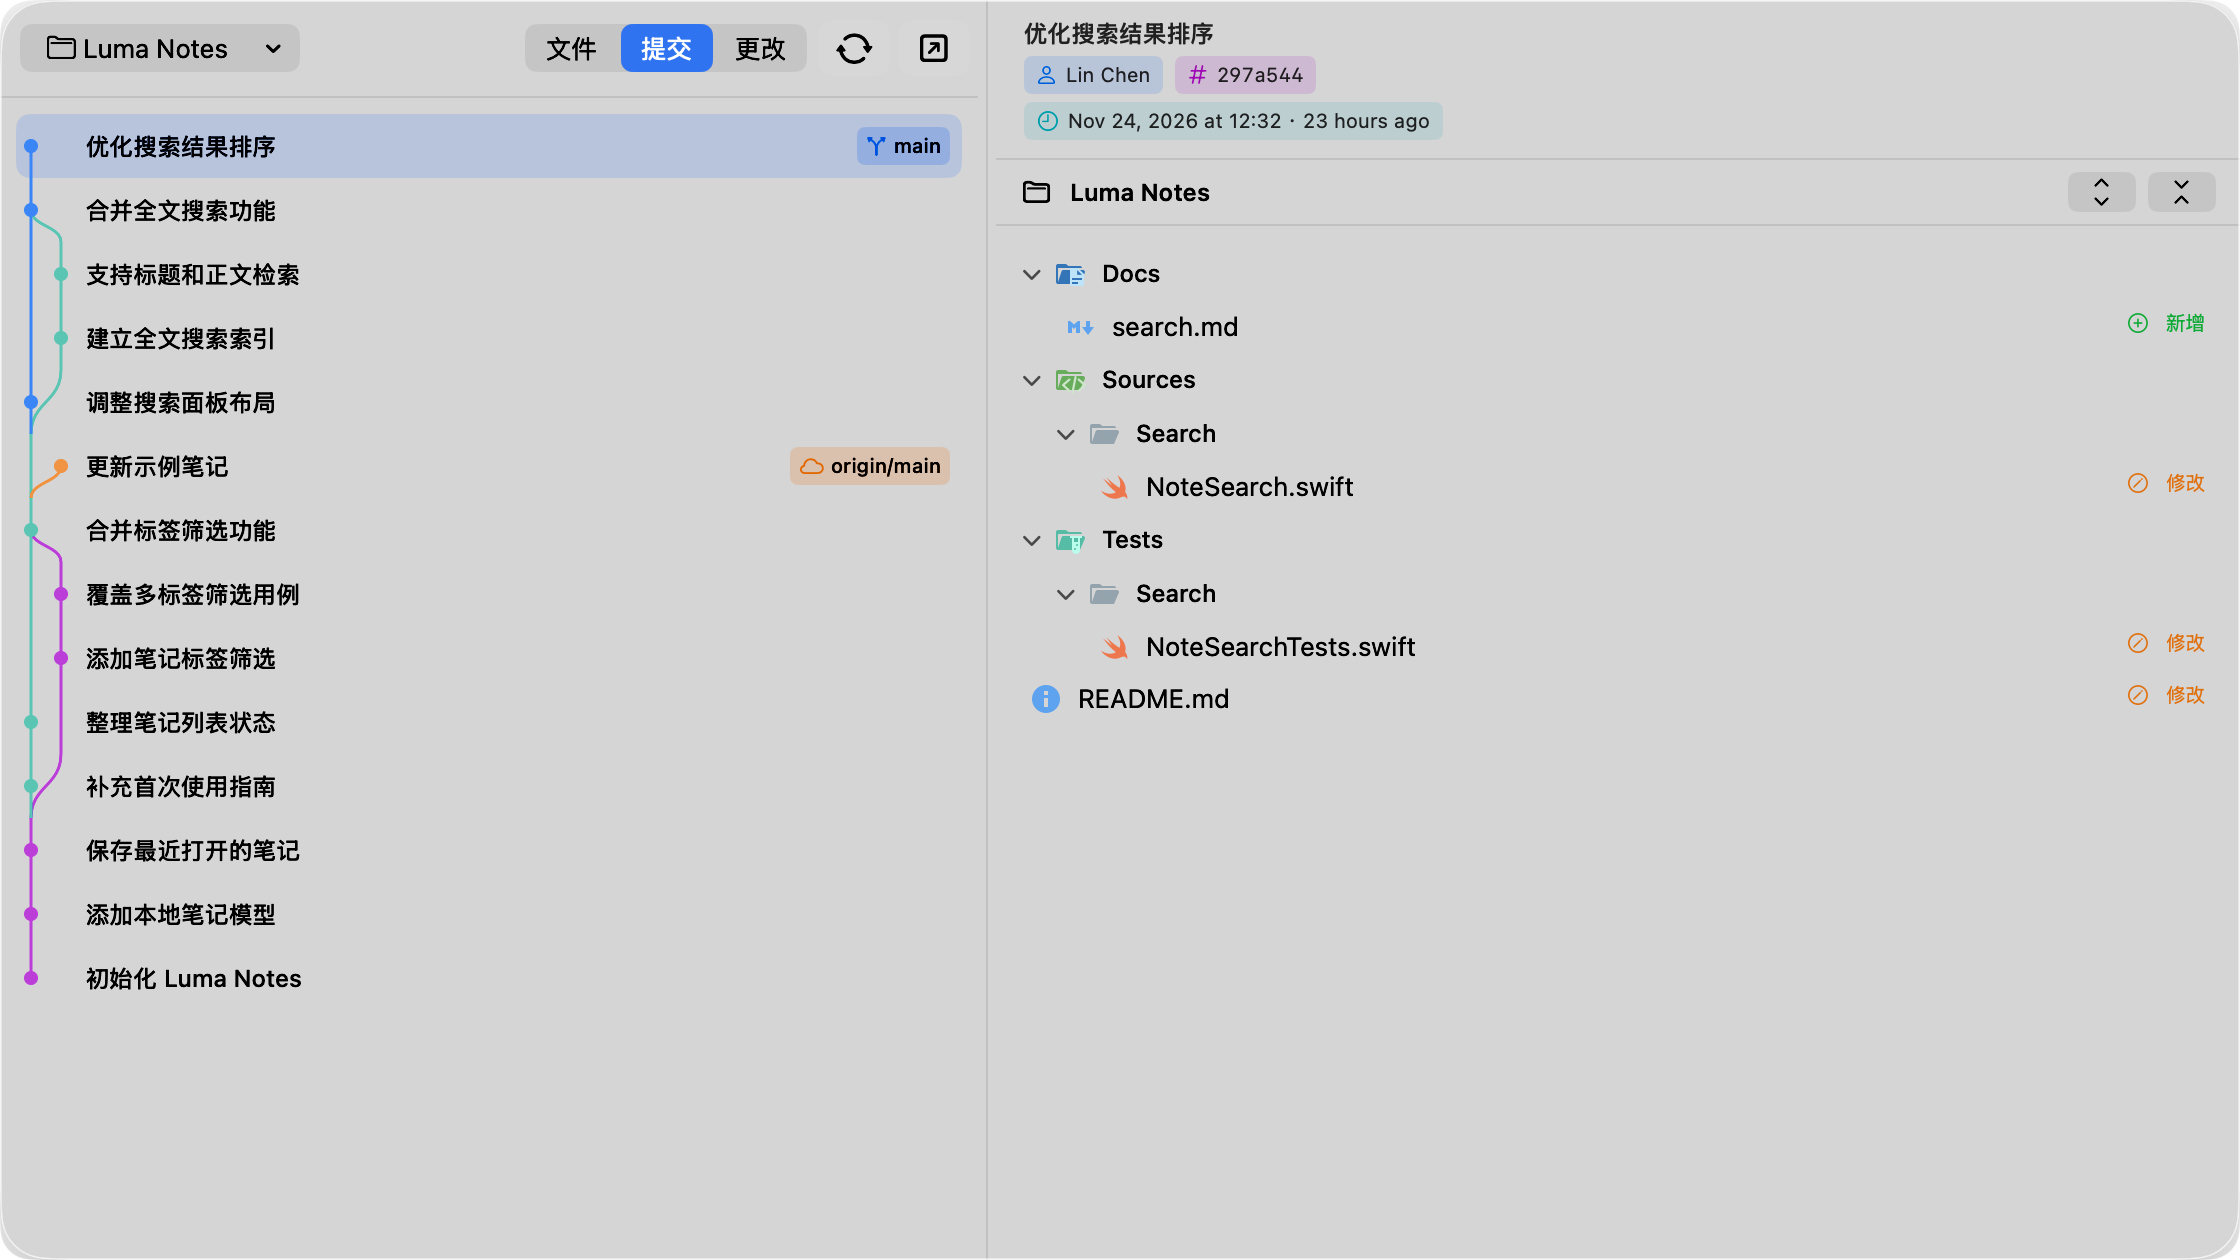 Luma Notes
文件 提交 更改
优化搜索结果排序 main
合并全文搜索功能
支持标题和正文检索
建立全文搜索索引
调整搜索面板布局
更新示例笔记 origin/main
合并标签筛选功能
覆盖多标签筛选用例
添加笔记标签筛选
整理笔记列表状态
补充首次使用指南
保存最近打开的笔记
添加本地笔记模型
初始化 Luma Notes
优化搜索结果排序
Lin Chen # 297a544
Nov 24, 2026 at 12:32 · 23 hours ago
Luma Notes
Docs
search.md 新增
Sources
Search
NoteSearch.swift 修改
Tests
Search
NoteSearchTests.swift 修改
README.md 修改